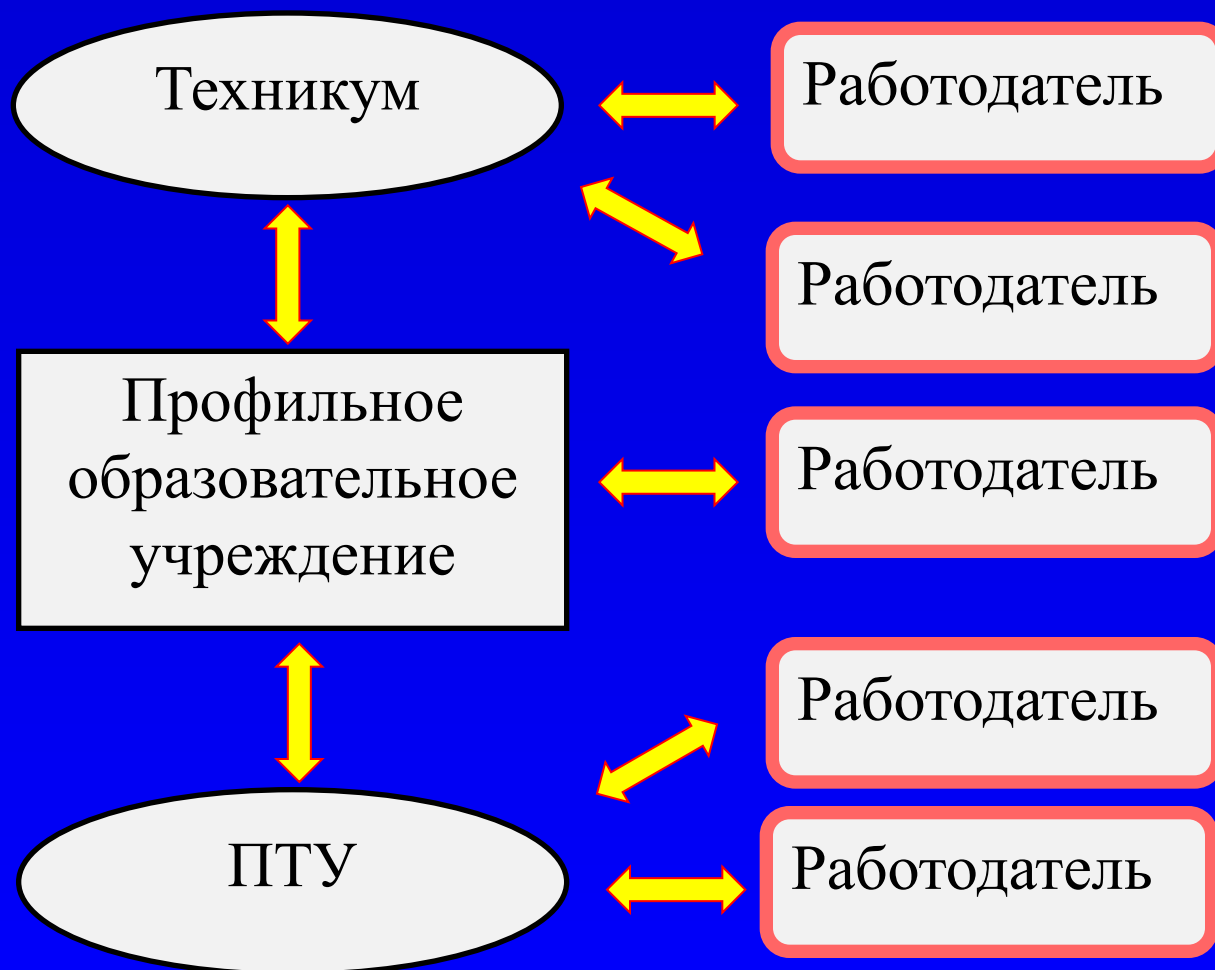 Техникум
Работодатель
Работодатель
Профильное
образовательное
учреждение
Работодатель
Работодатель
ПТУ
Работодатель